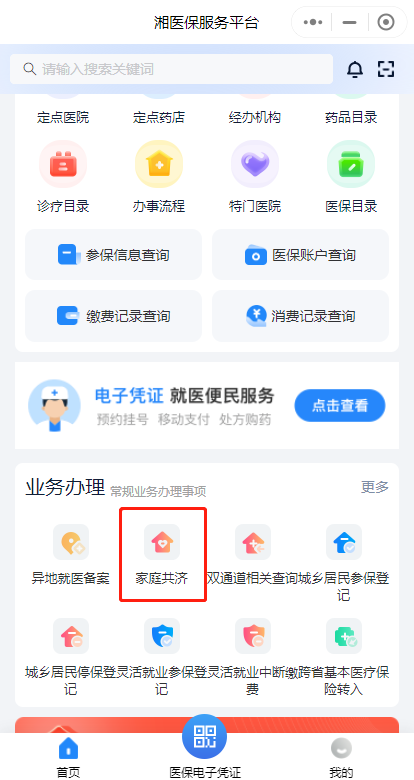 湘医保服务平台
请输入搜索关键词
定点医院 定点药店 经办机构 药品目录
诊疗目录 办事流程 特门医院 医保目录
参保信息查询 医保账户查询
缴费记录查询 消费记录查询
电子凭证 就医便民服务
预约挂号 移动支付 处方购药
点击查看
业务办理 常规业务办理事项 更多
异地就医备案 家庭共济 双通道相关查询 城乡居民参保登
记
城乡居民停保登 灵活就业参保登 灵活就业中断缴 跨省基本医疗保
记 记 费 险转入
首页 医保电子凭证 我的